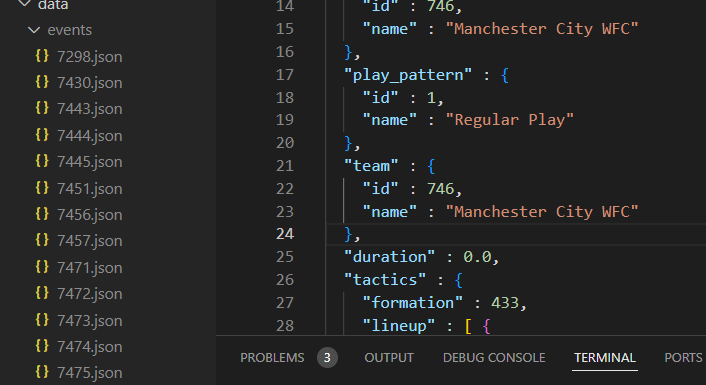 data
events
{} 7298.json
{} 7430.json
{} 7443.json
{} 7444.json
{} 7445.json
{} 7451.json
{} 7456.json
{} 7457.json
{} 7471.json
{} 7472.json
{} 7473.json
{} 7474.json
{} 7475.json
14 "id" : 746,
15 "name" : "Manchester City WFC"
16 },
17 "play_pattern" : {
18 "id" : 1,
19 "name" : "Regular Play"
20 },
21 "team" : {
22 "id" : 746,
23 "name" : "Manchester City WFC"
24 },
25 "duration" : 0.0,
26 "tactics" : {
27 "formation" : 433,
28 "lineup" : [ {
PROBLEMS 3 OUTPUT DEBUG CONSOLE TERMINAL PORTS